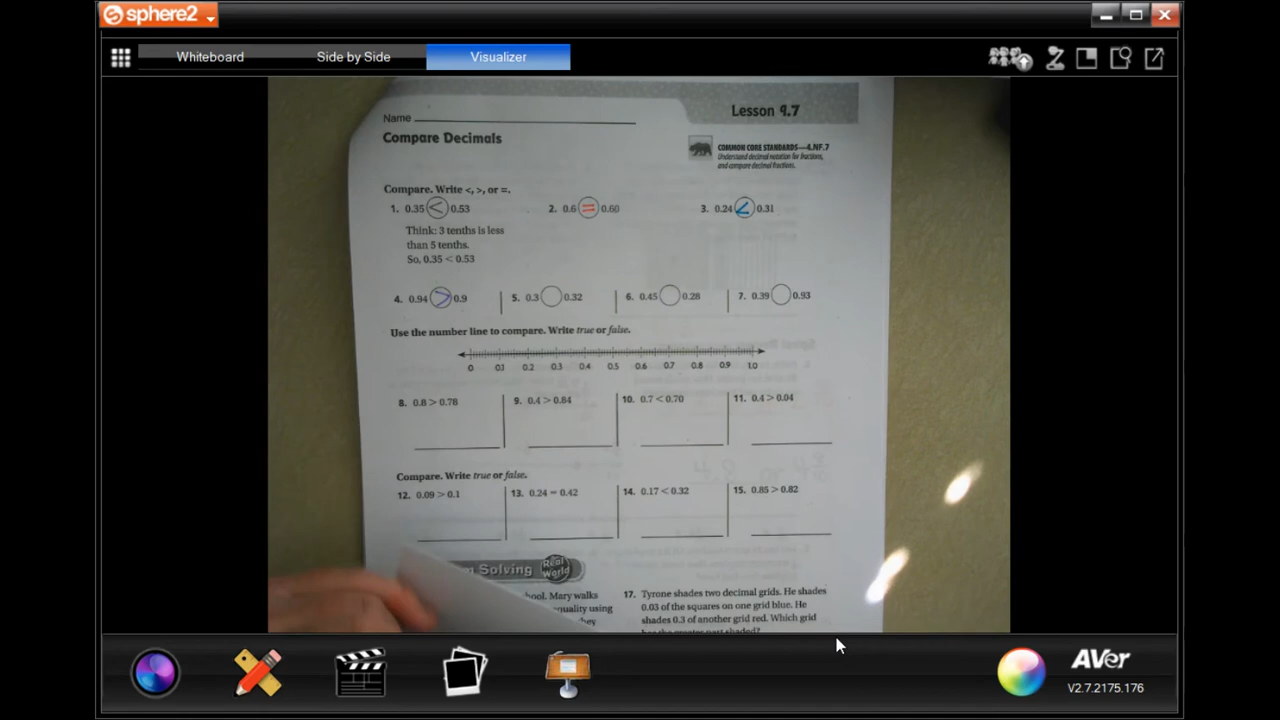 sphere2
Whiteboard Side by Side Visualizer
Lesson 9.7
Name
Compare Decimals
COMMON CORE STANDARDS—4.NF.7
Understand decimal notation for fractions,
and compare decimal fractions.
Compare. Write <, >, or =.
1. 0.35 < 0.53 2. 0.6 = 0.60 3. 0.24 < 0.31
Think: 3 tenths is less
than 5 tenths.
So, 0.35 < 0.53
4. 0.94 > 0.9 5. 0.3 0.32 6. 0.45 0.28 7. 0.39 0.93
Use the number line to compare. Write true or false.
0 0.1 0.2 0.3 0.4 0.5 0.6 0.7 0.8 0.9 1.0
8. 0.8 > 0.78 9. 0.4 > 0.84 10. 0.7 < 0.70 11. 0.4 > 0.04
Compare. Write true or false.
12. 0.09 > 0.1 13. 0.24 = 0.42 14. 0.17 < 0.32 15. 0.85 > 0.82
Solving Real World
Mary walks
using
17. Tyrone shades two decimal grids. He shades
0.03 of the squares on one grid blue. He
shades 0.3 of another grid red. Which grid
greater part shaded?
AVer
V2.7.2175.176